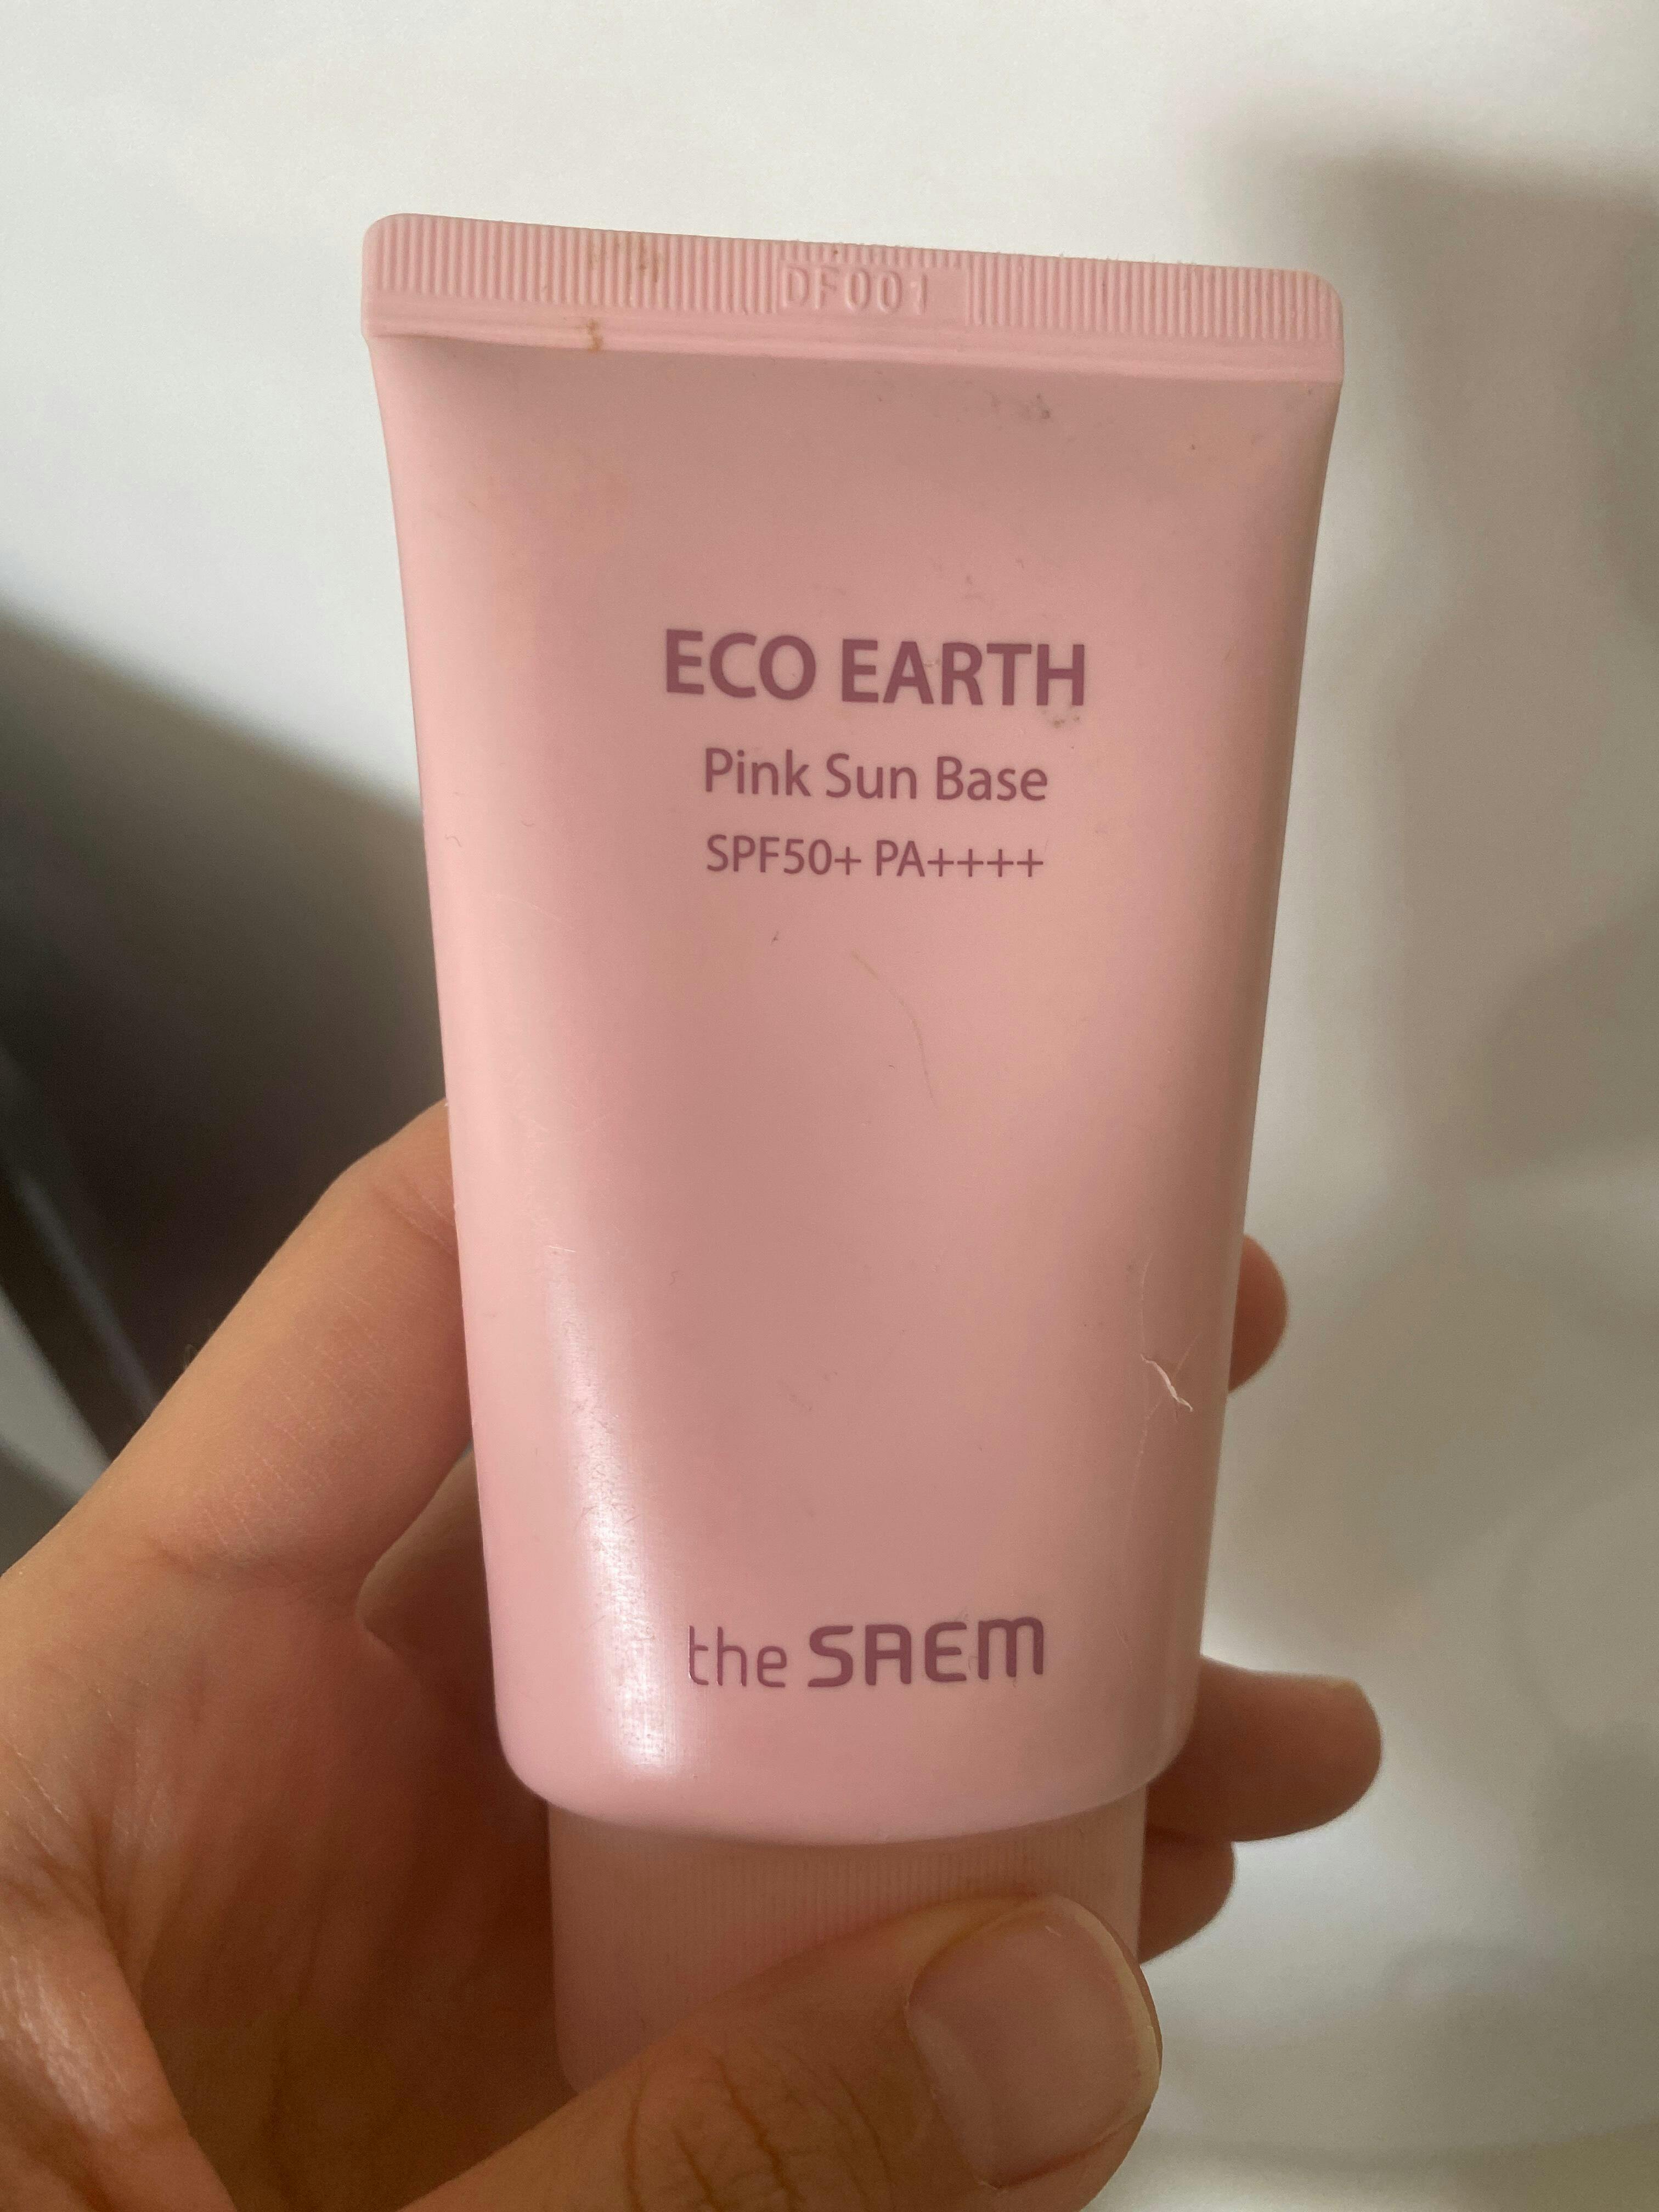 DF001
ECO EARTH
Pink Sun Base
SPF50+ PA++++
the SAEM